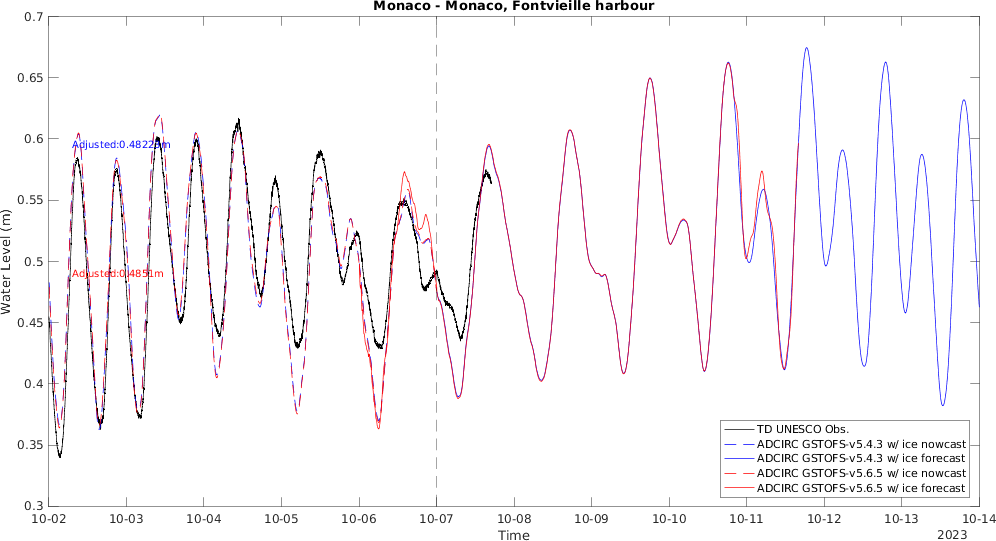 Monaco - Monaco, Fontvieille harbour
Water Level (m)
0.7
0.65
0.6
0.55
0.5
0.45
0.4
0.35
0.3
Adjusted:0.4822m
Adjusted:0.4851m
TD UNESCO Obs.
ADCIRC GSTOFS-v5.4.3 w/ ice nowcast
ADCIRC GSTOFS-v5.4.3 w/ ice forecast
ADCIRC GSTOFS-v5.6.5 w/ ice nowcast
ADCIRC GSTOFS-v5.6.5 w/ ice forecast
10-02 10-03 10-04 10-05 10-06 10-07 10-08 10-09 10-10 10-11 10-12 10-13 10-14
Time
2023